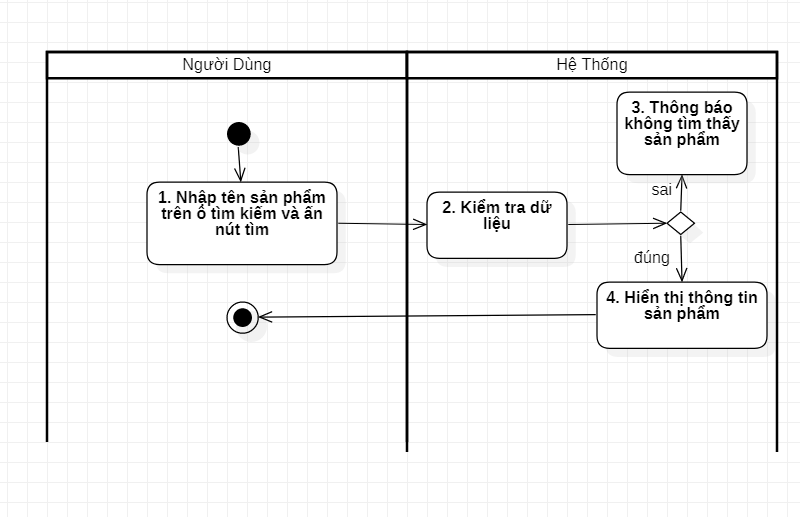 Người Dùng
Hệ Thống
1. Nhập tên sản phẩm
trên ô tìm kiếm và ấn
nút tìm
2. Kiểm tra dữ
liệu
3. Thông báo
không tìm thấy
sản phẩm
sai
đúng
4. Hiển thị thông tin
sản phẩm